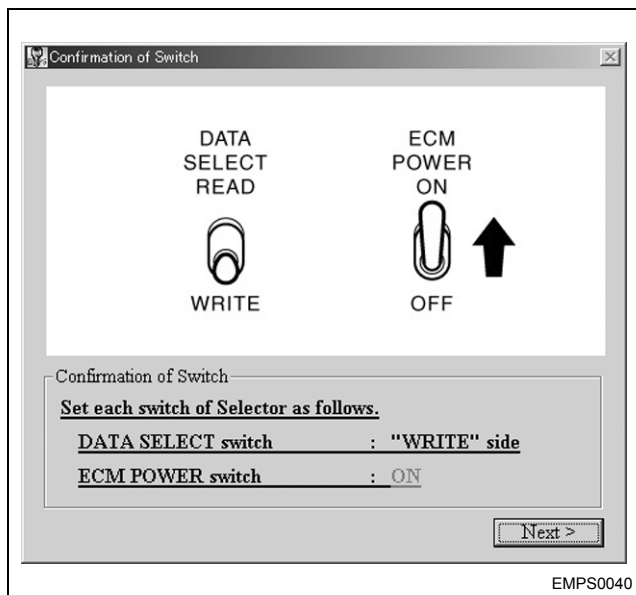 Confirmation of Switch
DATA
SELECT
READ
WRITE
ECM
POWER
ON
OFF
Confirmation of Switch
Set each switch of Selector as follows.
DATA SELECT switch : "WRITE" side
ECM POWER switch : ON
Next >
EMPS0040